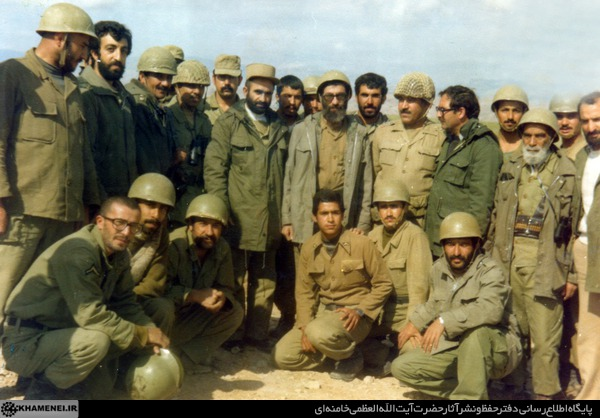 KHAMENEI.IR
پایگاه اطلاع‌رسانی دفتر حفظ و نشر آثار حضرت آیت‌الله‌العظمی خامنه‌ای